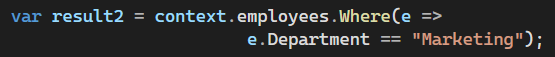 var result2 = context.employees.Where(e =>
e.Department == "Marketing");